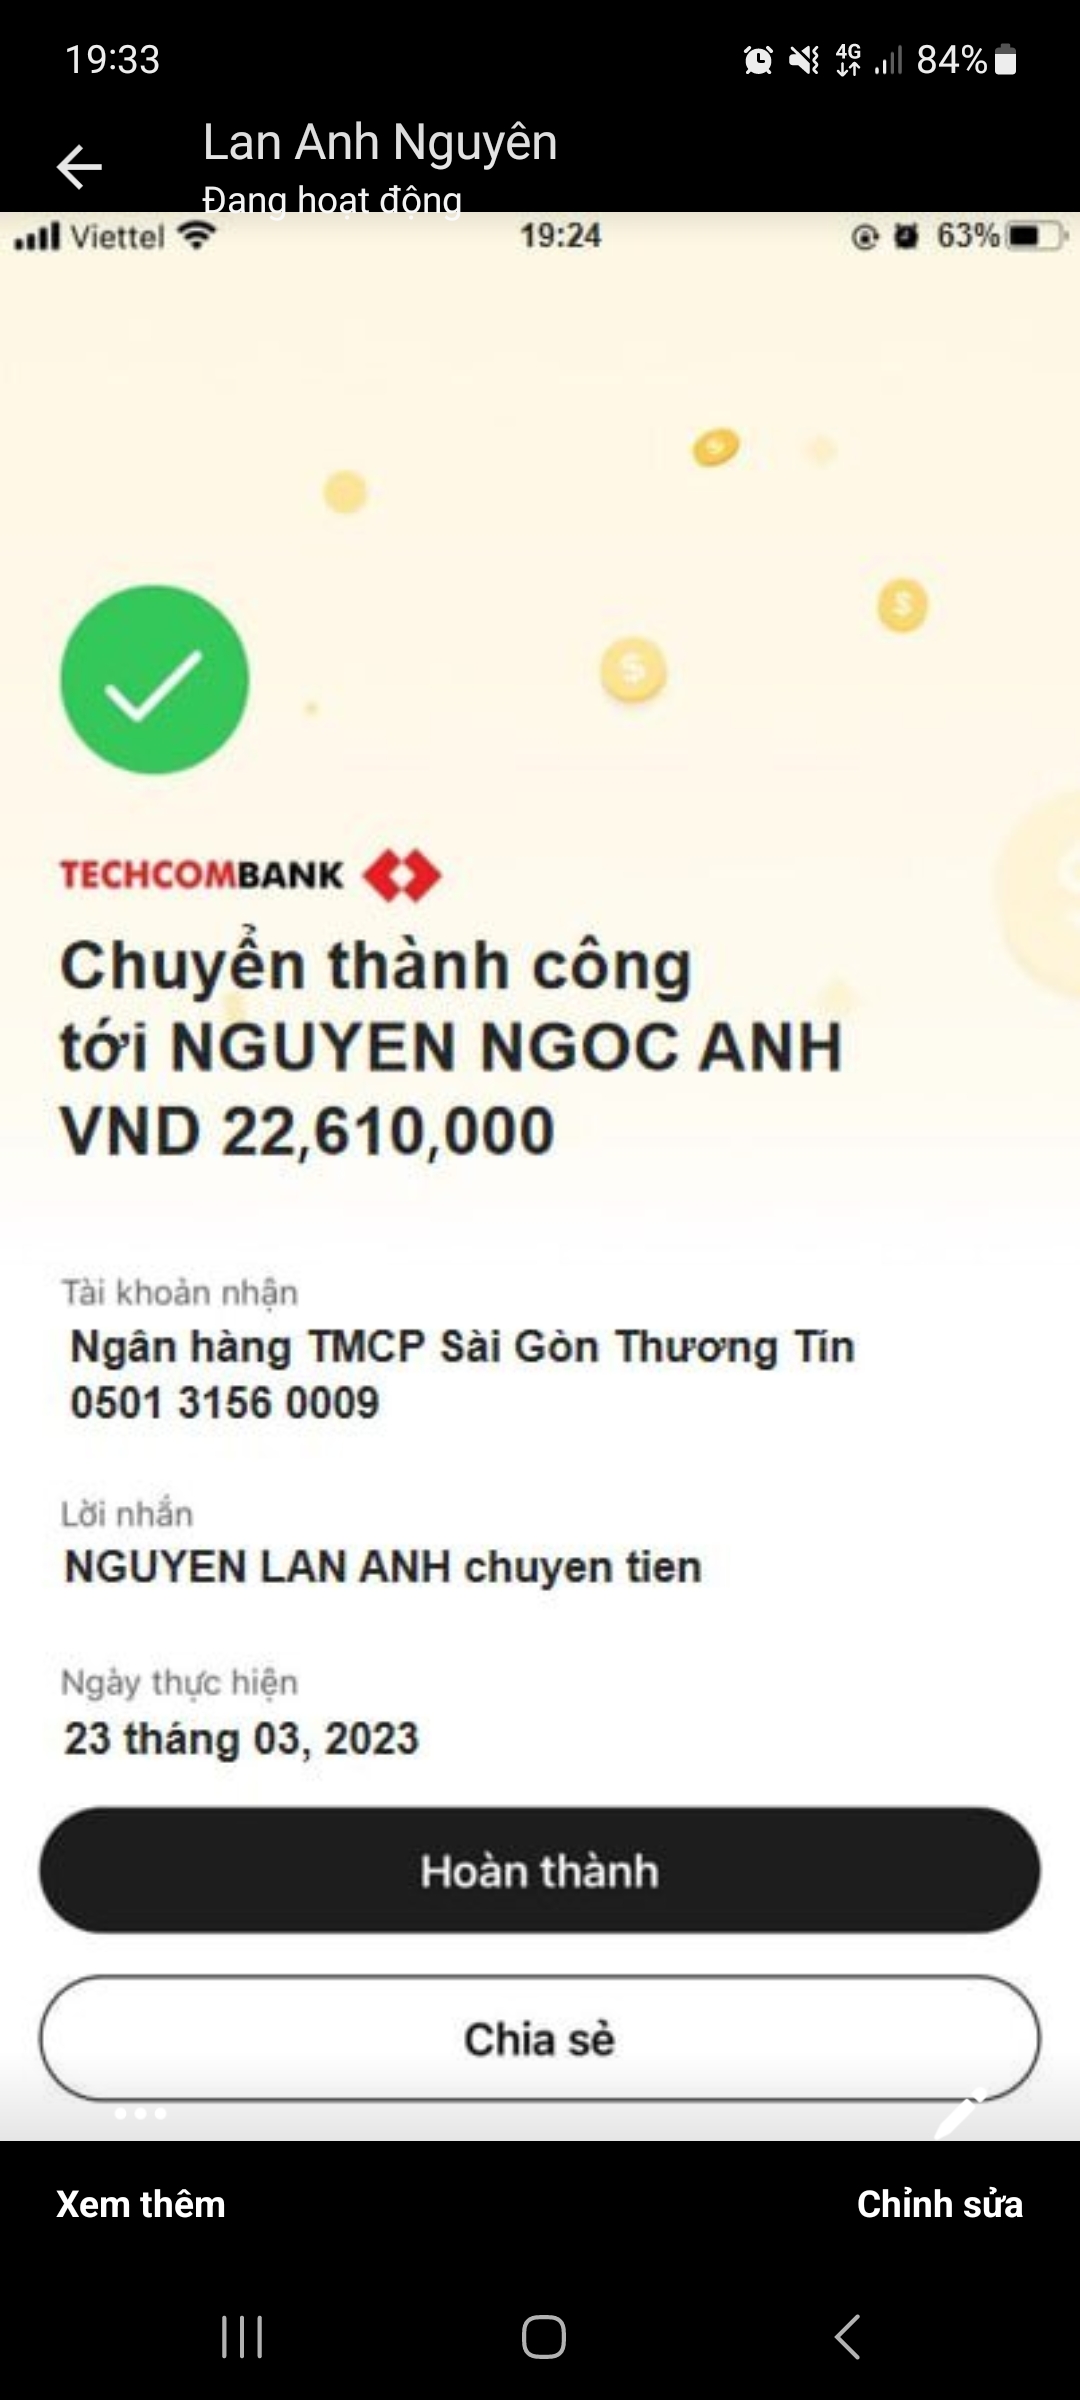 19:33
4G
84%
Lan Anh Nguyên
Đang hoạt động
Viettel
19:24
63%
TECHCOMBANK
Chuyển thành công
tới NGUYEN NGOC ANH
VND 22,610,000
Tài khoản nhận
Ngân hàng TMCP Sài Gòn Thương Tín
0501 3156 0009
Lời nhắn
NGUYEN LAN ANH chuyen tien
Ngày thực hiện
23 tháng 03, 2023
Hoàn thành
Chia sẻ
Xem thêm
Chỉnh sửa